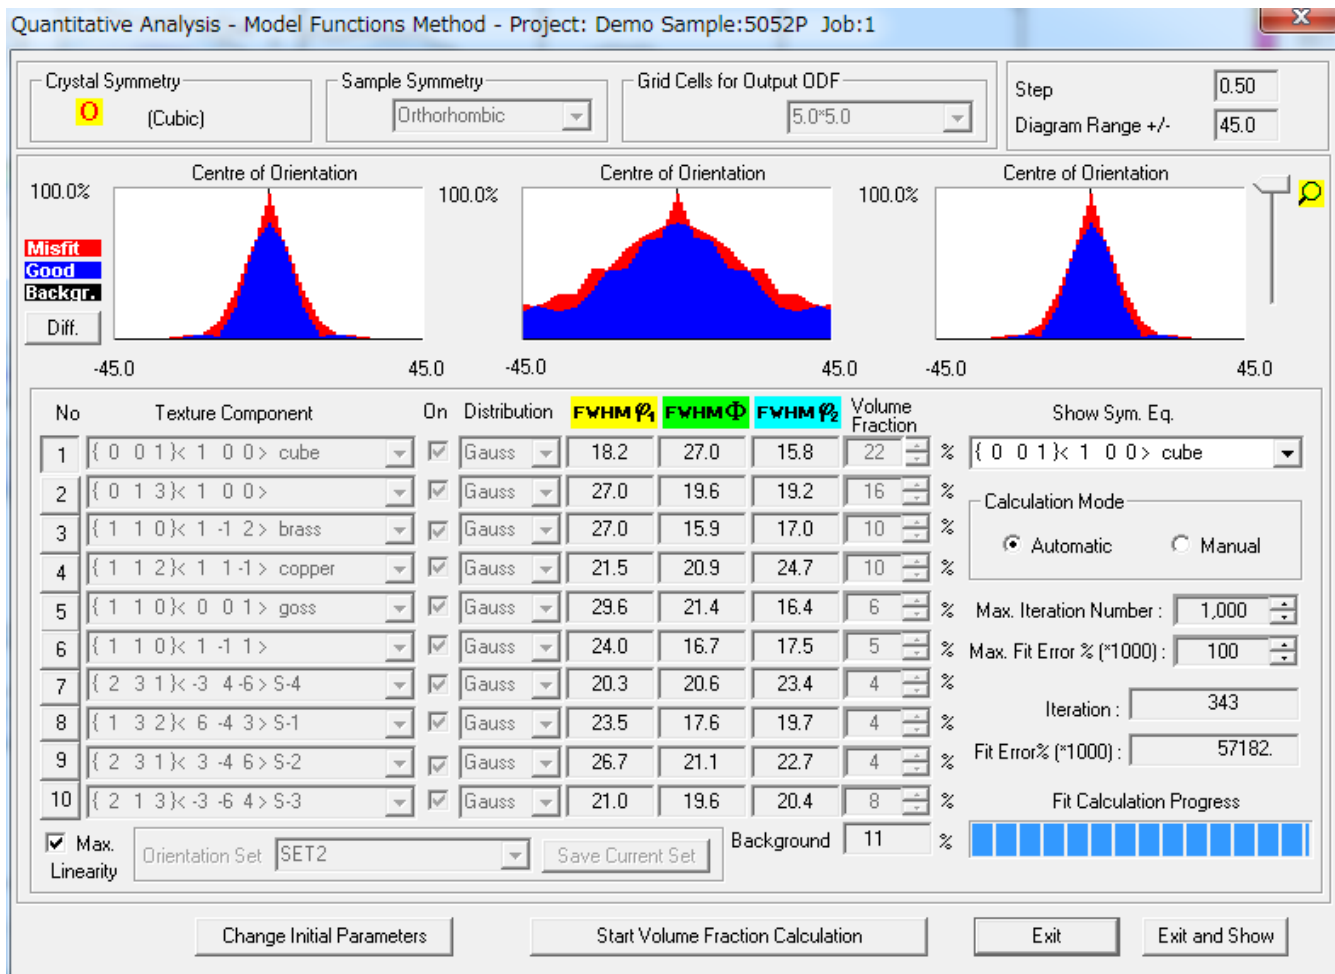 Quantitative Analysis - Model Functions Method - Project: Demo Sample:5052P Job:1
Crystal Symmetry
O (Cubic)
Sample Symmetry
Orthorhombic
Grid Cells for Output ODF
5.0*5.0
Step 0.50
Diagram Range +/- 45.0
Centre of Orientation Centre of Orientation Centre of Orientation
100.0% 100.0% 100.0%
Misfit
Good
Backgr.
Diff.
-45.0 45.0 -45.0 45.0 -45.0 45.0
No Texture Component On Distribution FWHM φ1 FWHM Φ FWHM φ2 Volume Fraction Show Sym. Eq.
1 { 0 0 1}< 1 0 0> cube Gauss 18.2 27.0 15.8 22 % { 0 0 1}< 1 0 0> cube
2 { 0 1 3}< 1 0 0> Gauss 27.0 19.6 19.2 16 %
3 { 1 1 0}< 1 -1 2> brass Gauss 27.0 15.9 17.0 10 %
4 { 1 1 2}< 1 1 -1> copper Gauss 21.5 20.9 24.7 10 %
5 { 1 1 0}< 0 0 1> goss Gauss 29.6 21.4 16.4 6 %
6 { 1 1 0}< 1 -1 1> Gauss 24.0 16.7 17.5 5 %
7 { 2 3 1}< -3 4 -6> S-4 Gauss 20.3 20.6 23.4 4 %
8 { 1 3 2}< 6 -4 3> S-1 Gauss 23.5 17.6 19.7 4 %
9 { 2 3 1}< 3 -4 6> S-2 Gauss 26.7 21.1 22.7 4 %
10 { 2 1 3}< -3 -6 4> S-3 Gauss 21.0 19.6 20.4 8 %
Calculation Mode
Automatic Manual
Max. Iteration Number : 1,000
Max. Fit Error % (*1000) : 100
Iteration : 343
Fit Error% (*1000) : 57182.
Fit Calculation Progress
Max. Linearity
Orientation Set SET2 Save Current Set
Background 11 %
Change Initial Parameters Start Volume Fraction Calculation Exit Exit and Show